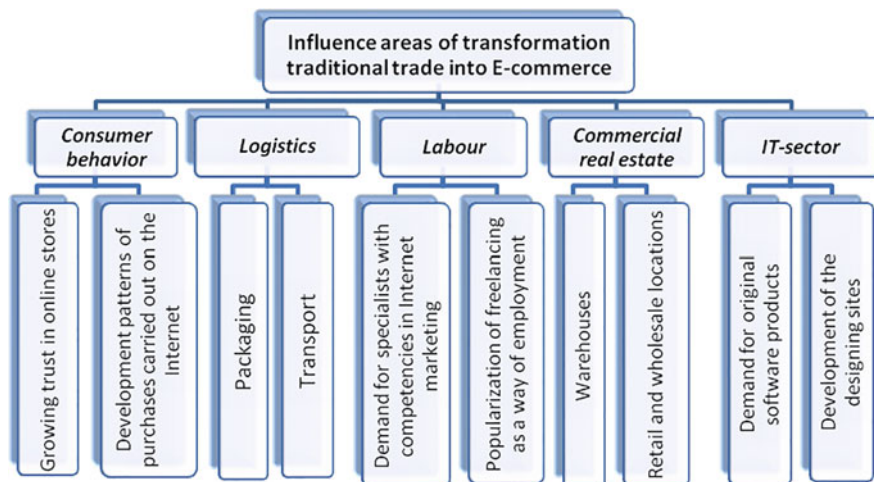 Influence areas of transformation
traditional trade into E-commerce
Consumer
behavior
Logistics
Labour
Commercial
real estate
IT-sector
Growing trust in online stores
Development patterns of
purchases carried out on the
Internet
Packaging
Transport
Demand for specialists with
competencies in Internet
marketing
Popularization of freelancing
as a way of employment
Warehouses
Retail and wholesale locations
Demand for original
software products
Development of the
designing sites